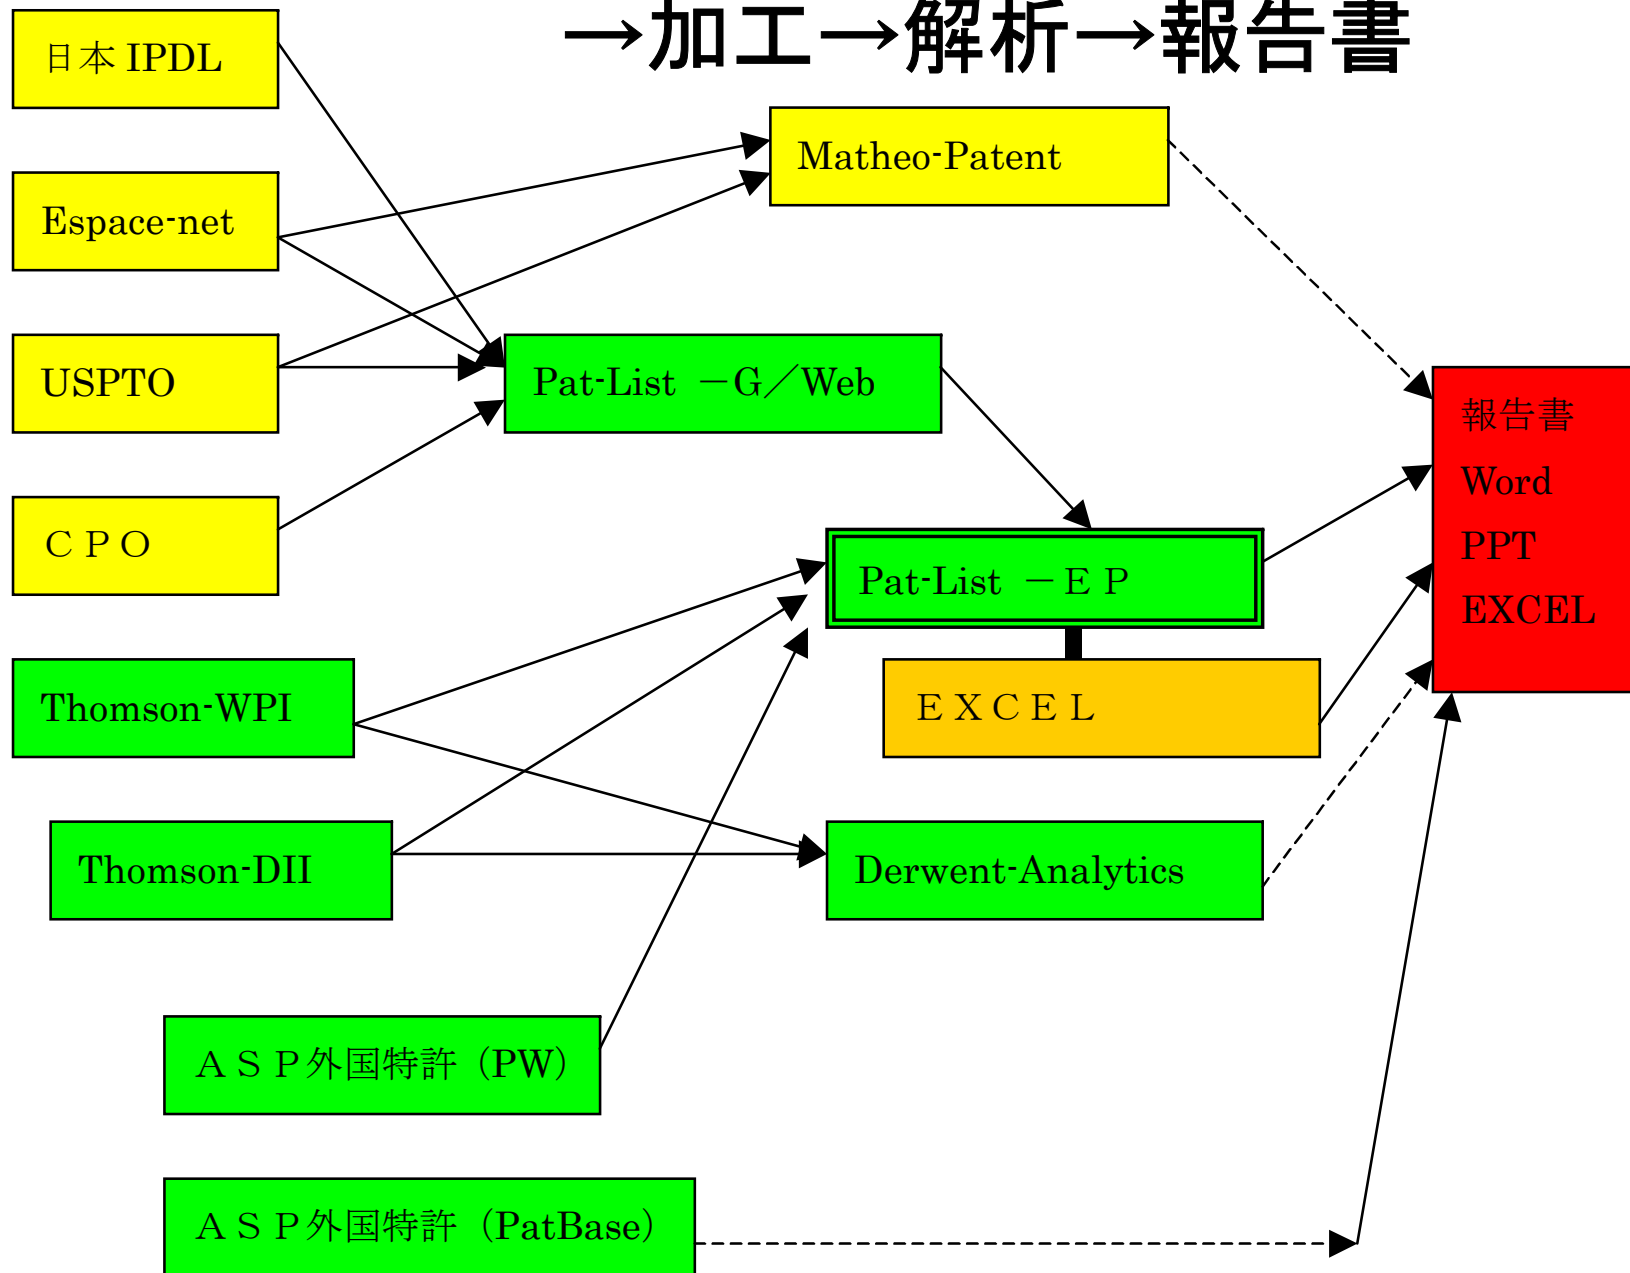 →加工→解析→報告書
日本 IPDL
Matheo-Patent
Espace-net
USPTO
Pat-List －G／Web
報告書
Word
PPT
EXCEL
ＣＰＯ
Pat-List －ＥＰ
Thomson-WPI
ＥＸＣＥＬ
Thomson-DII
Derwent-Analytics
ＡＳＰ外国特許（PW）
ＡＳＰ外国特許（PatBase）